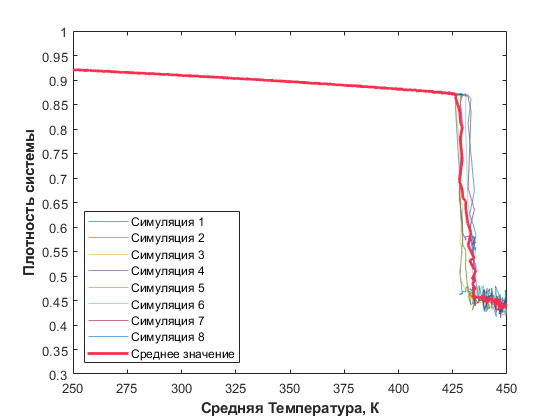 1
0.95
0.9
0.85
0.8
0.75
0.7
0.65
0.6
0.55
0.5
0.45
0.4
0.35
0.3
Плотность системы
Симуляция 1
Симуляция 2
Симуляция 3
Симуляция 4
Симуляция 5
Симуляция 6
Симуляция 7
Симуляция 8
Среднее значение
250 275 300 325 350 375 400 425 450
Средняя Температура, К